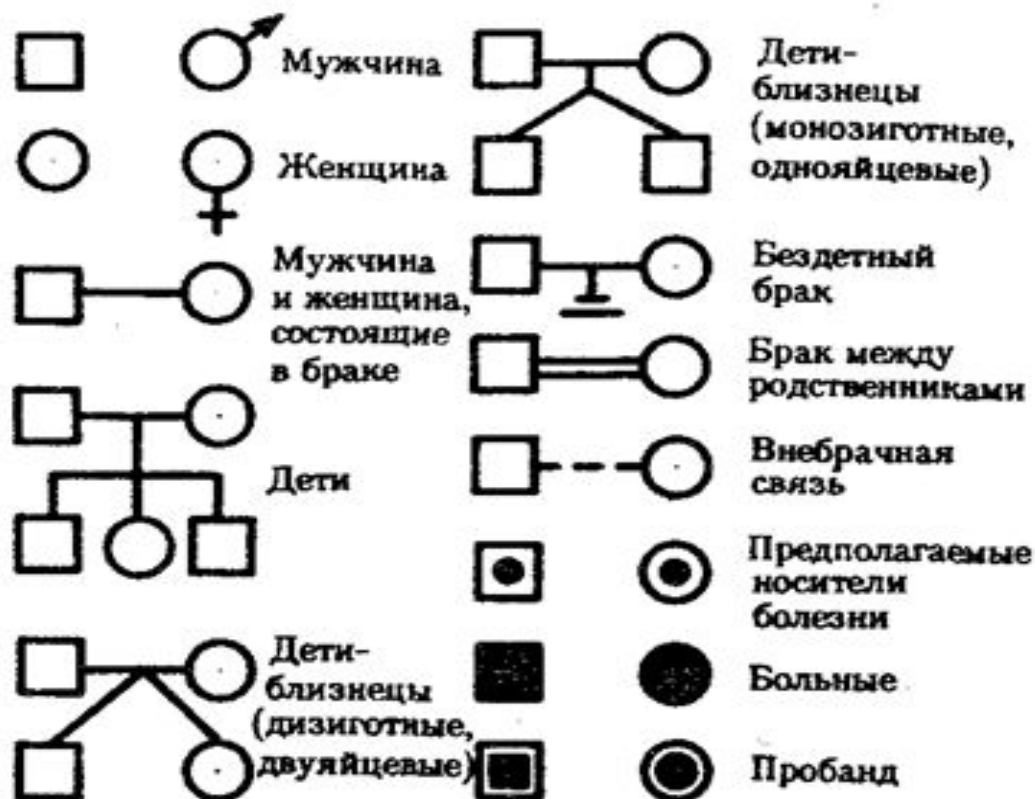 Мужчина
Женщина
Мужчина
и женщина,
состоящие
в браке
Дети
Дети-
близнецы
(дизиготные,
двуяйцевые)
Дети-
близнецы
(монозиготные,
однояйцевые)
Бездетный
брак
Брак между
родственниками
Внебрачная
связь
Предполагаемые
носители
болезни
Больные
Пробанд